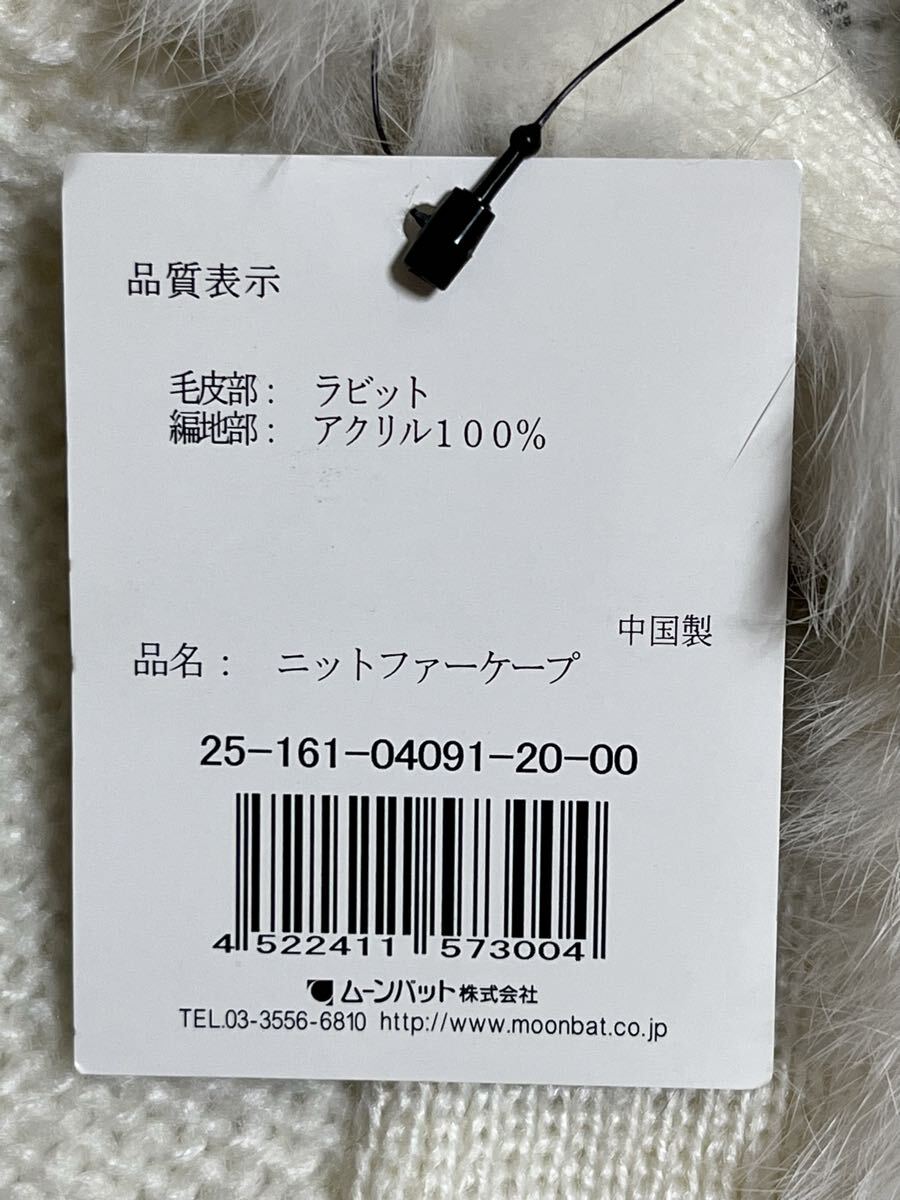 品質表示
毛皮部： ラビット
編地部： アクリル１００％
中国製
品名： ニットファーケープ
25-161-04091-20-00
4 522411 573004
ムーンバット株式会社
TEL.03-3556-6810 http://www.moonbat.co.jp